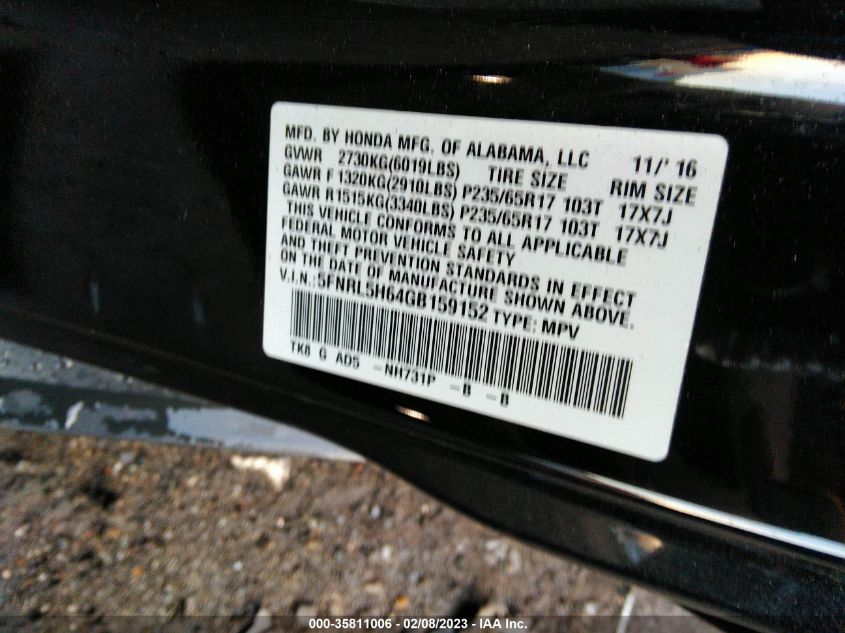 MFD. BY HONDA MFG. OF ALABAMA, LLC 11/' 16
GVWR 2730KG(6019LBS) TIRE SIZE RIM SIZE
GAWR F1320KG(2910LBS) P235/65R17 103T 17X7J
GAWR R1515KG(3340LBS) P235/65R17 103T 17X7J
THIS VEHICLE CONFORMS TO ALL APPLICABLE
FEDERAL MOTOR VEHICLE SAFETY
AND THEFT PREVENTION STANDARDS IN EFFECT
ON THE DATE OF MANUFACTURE SHOWN ABOVE.
V.I.N.:5FNRL5H64GB159152 TYPE: MPV
TK8 G AD5 -NH731P -B -B
000-35811006 - 02/08/2023 - IAA Inc.